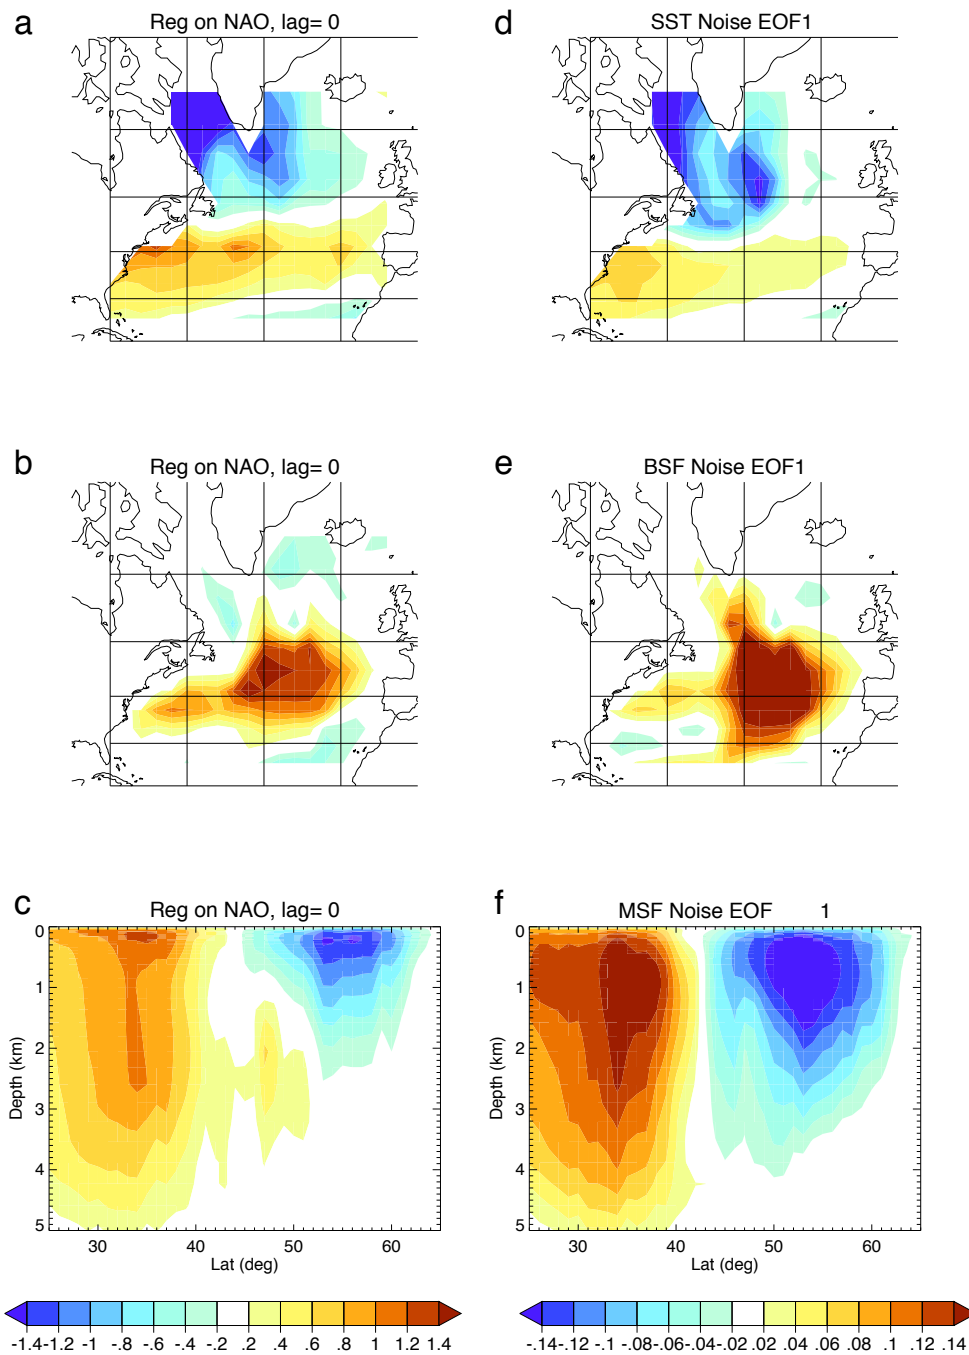 a
Reg on NAO, lag= 0
d
SST Noise EOF1
b
Reg on NAO, lag= 0
e
BSF Noise EOF1
c
Reg on NAO, lag= 0
0
1
2
3
4
5
Depth (km)
30 40 50 60
Lat (deg)
f
MSF Noise EOF 1
0
1
2
3
4
5
Depth (km)
30 40 50 60
Lat (deg)
-1.4 -1.2 -1 -.8 -.6 -.4 -.2 .2 .4 .6 .8 1 1.2 1.4
-.14 -.12 -.1 -.08 -.06 -.04 -.02 .02 .04 .06 .08 .1 .12 .14